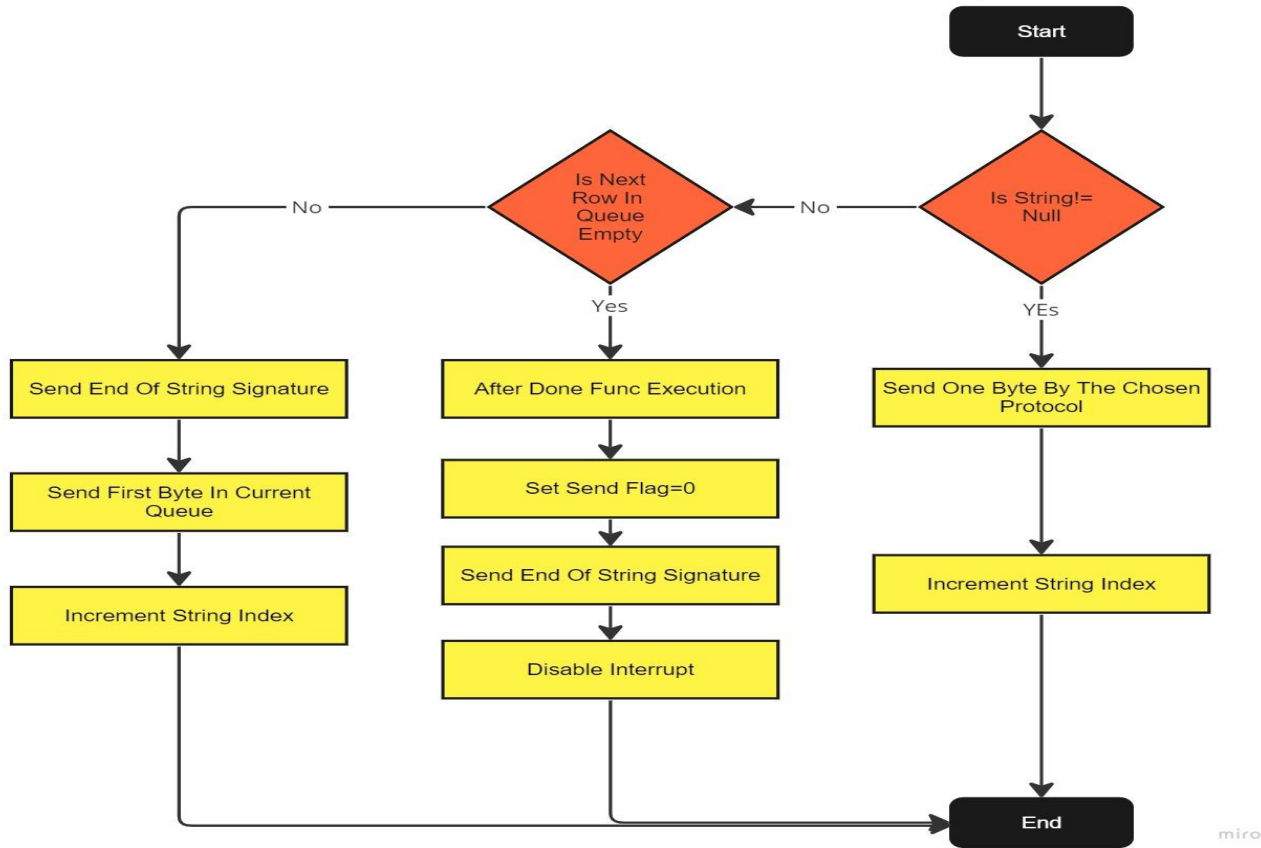 Start
Is String!=
Null
No
Is Next
Row In
Queue
Empty
No
Yes
YEs
Send End Of String Signature
After Done Func Execution
Send One Byte By The Chosen
Protocol
Send First Byte In Current
Queue
Set Send Flag=0
Send End Of String Signature
Increment String Index
Increment String Index
Disable Interrupt
End
miro